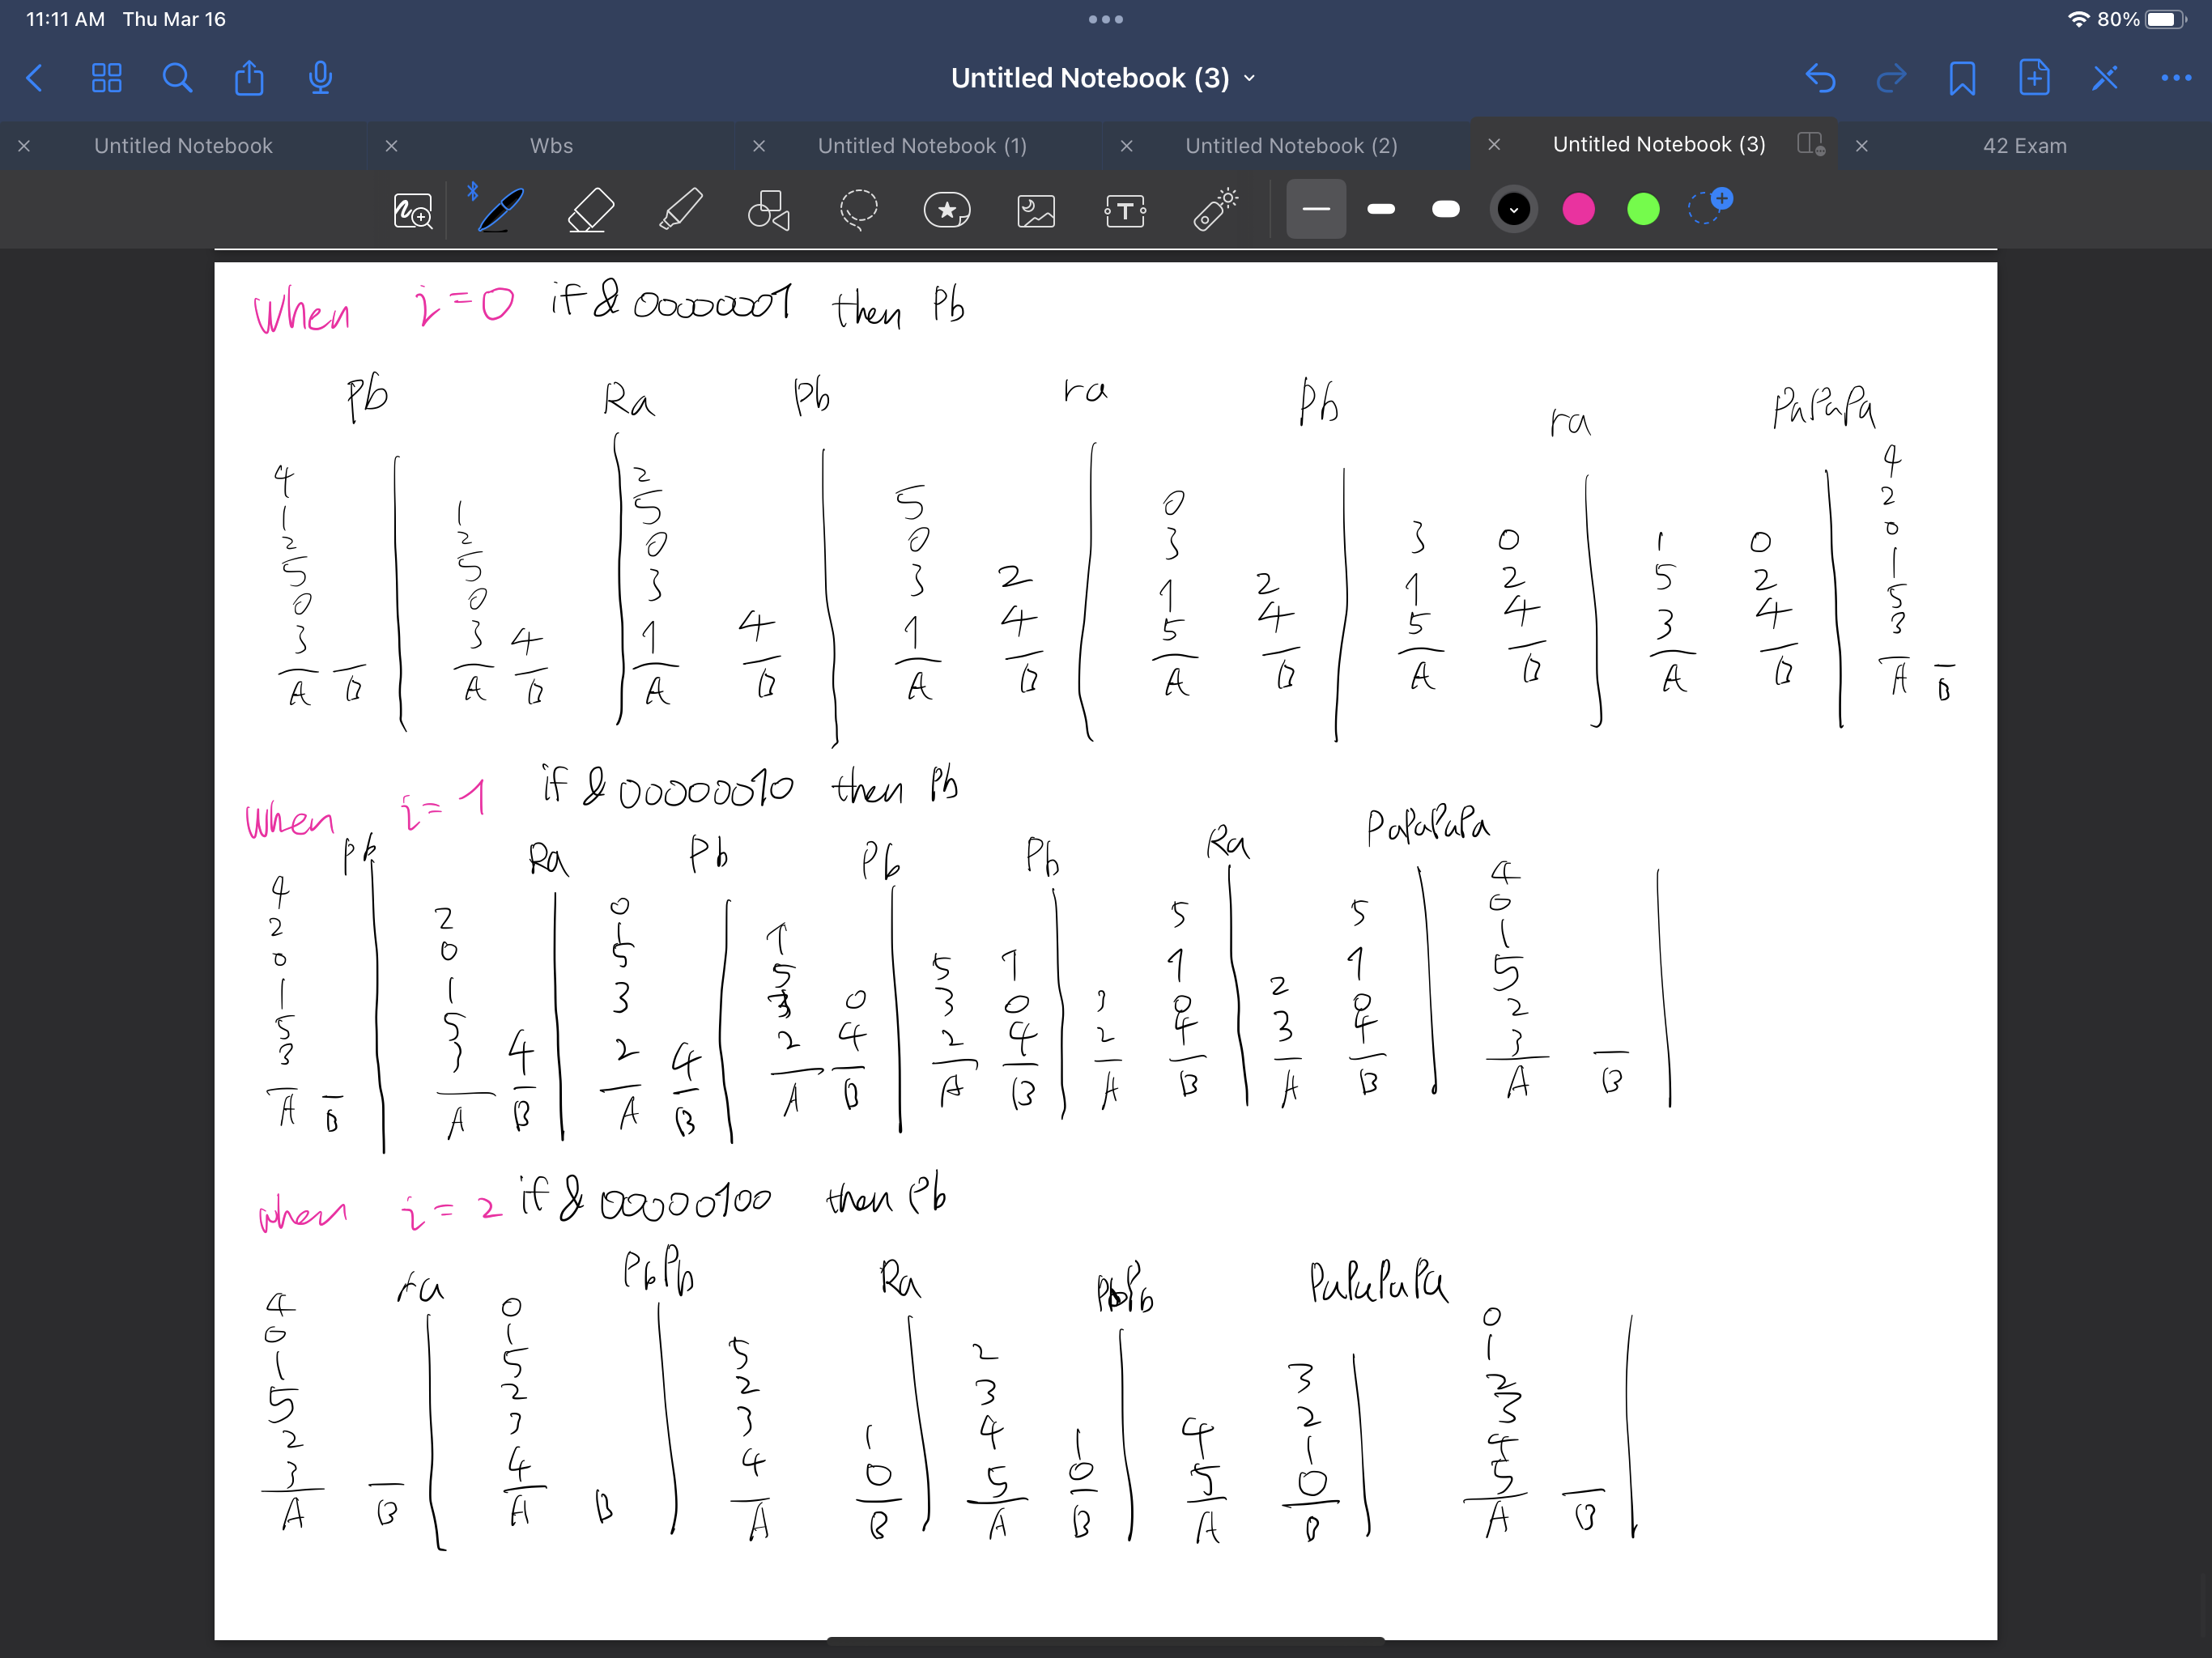 11:11 AM Thu Mar 16
80%
Untitled Notebook (3)
Untitled Notebook
Wbs
Untitled Notebook (1)
Untitled Notebook (2)
Untitled Notebook (3)
42 Exam
When i=0 if & 00000001 then Pb
Pb Ra Pb ra Pb ra PaPaPa
4 2 4
1 1 5 5 0 2
2 2 0 0 3 3 0 1 0 0
5 5 3 3 2 1 2 1 2 5 2 1
0 0 1 4 1 4 5 4 5 4 3 4 5
3 3 4 3
A B A B A B A B A B A B A B A B
When i=1 if & 00000010 then Pb
Pb Ra Pb Pb Pb Ra PaPaPaPa
4 2 0 5 5 4
2 0 1 1 0
0 1 5 5 5 1 1 1 1
1 5 3 3 0 3 0 3 0 2 0 5
5 3 4 2 4 2 4 2 4 2 4 3 4 2
3 3
A B A B A B A B A B A B A B A B
when i=2 if & 00000100 then Pb
ra PbPb Ra PbPb PaPaPaPa
4 0 0
0 1 5 2 1
1 5 2 3 3 2
5 2 3 4 1 4 2 3
2 3 4 1 5 0 5 1 4
3 4 0 0 5
A B A B A B A B A B A B